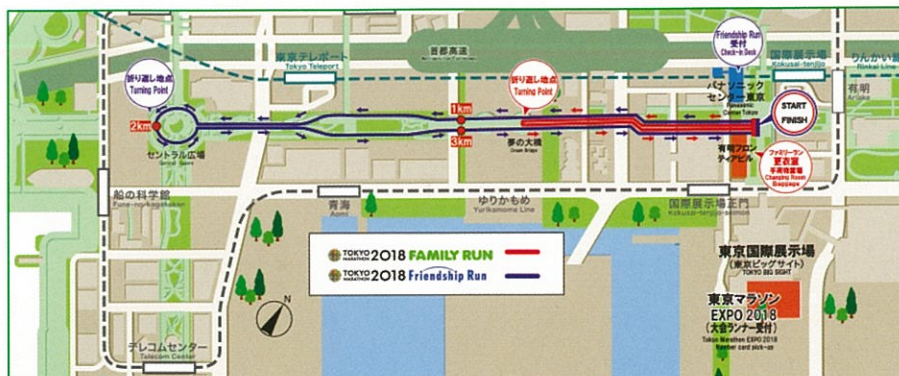 Friendship Run
受付
Check-in Desk
首都高速
東京テレポート
Tokyo Teleport
国際展示場
Kokusai-tenjijo
りんかい線
Rinkai Line
有明
Ariake
折り返し地点
Turning Point
折り返し地点
Turning Point
パナソニック
センター東京
Panasonic
Center Tokyo
START
FINISH
1km
2km
3km
セントラル広場
夢の大橋
有明フロン
ティアビル
ファミリーラン
更衣室
手荷物置場
Changing Room
Baggage
船の科学館
Fune-no-kagakukan
青海
Aomi
ゆりかもめ
Yurikamome Line
国際展示場正門
Kokusai-tenjijo-seimon
TOKYO
MARATHON
2018 FAMILY RUN
TOKYO
MARATHON
2018 Friendship Run
N
東京国際展示場
(東京ビッグサイト)
TOKYO BIG SIGHT
東京マラソン
EXPO 2018
(大会ランナー受付)
Tokyo Marathon EXPO 2018
Number card pick-up
テレコムセンター
Telecom Center